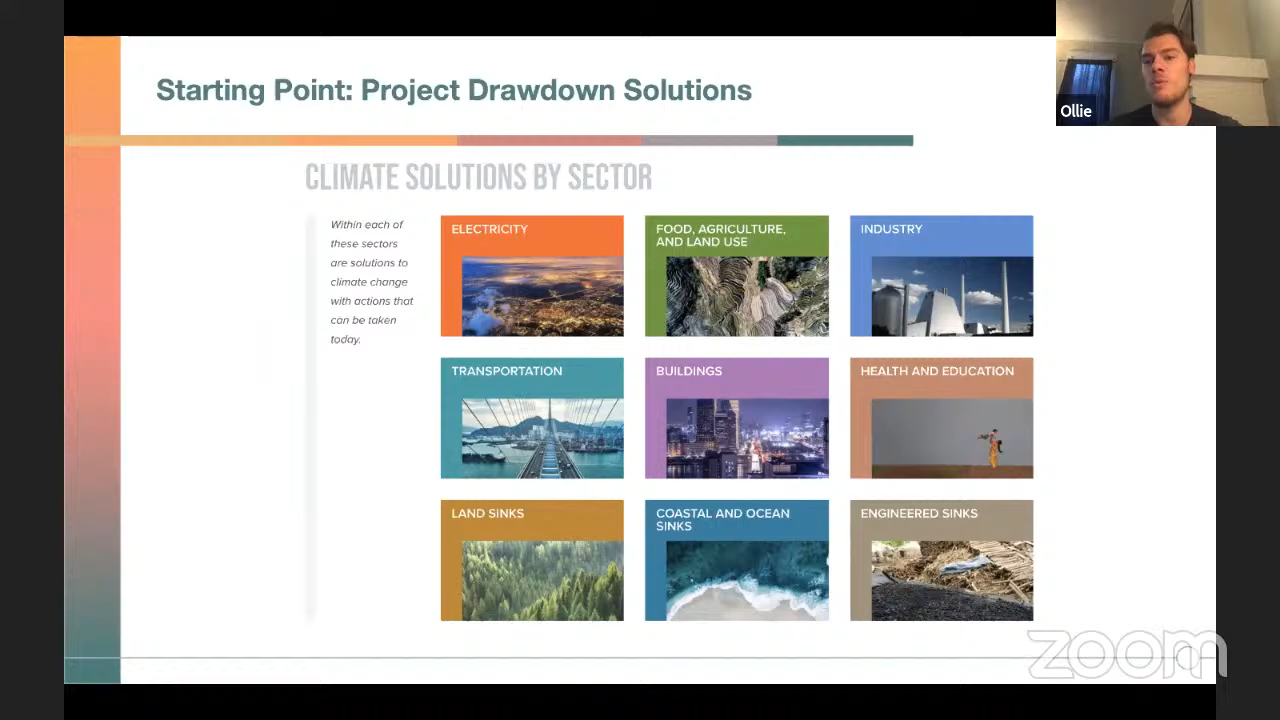 Starting Point: Project Drawdown Solutions
Ollie
CLIMATE SOLUTIONS BY SECTOR
Within each of
these sectors
are solutions to
climate change
with actions that
can be taken
today.
ELECTRICITY
FOOD, AGRICULTURE,
AND LAND USE
INDUSTRY
TRANSPORTATION
BUILDINGS
HEALTH AND EDUCATION
LAND SINKS
COASTAL AND OCEAN
SINKS
ENGINEERED SINKS
zoom